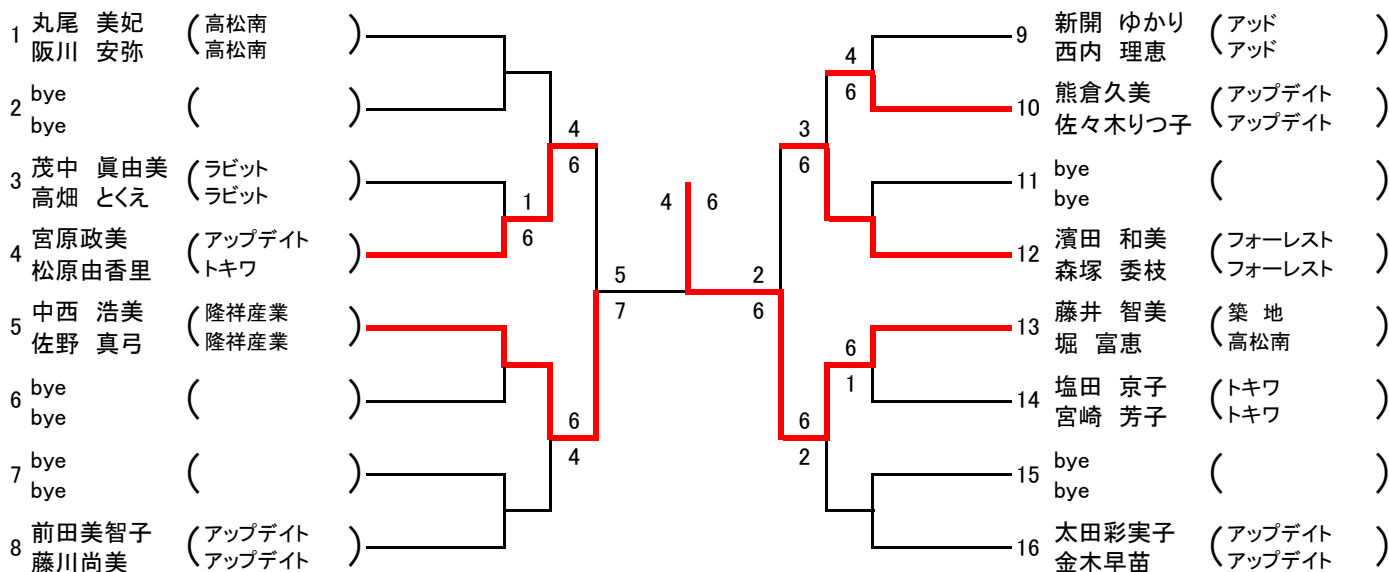 1 丸尾 美妃 (高松南)
阪川 安弥 (高松南)
2 bye ( )
bye
3 茂中 眞由美 (ラビット)
高畑 とくえ (ラビット)
4 宮原政美 (アップデイト)
松原由香里 (トキワ)
5 中西 浩美 (隆祥産業)
佐野 真弓 (隆祥産業)
6 bye ( )
bye
7 bye ( )
bye
8 前田美智子 (アップデイト)
藤川尚美 (アップデイト)
1
6
4
6
6
4
5
7
4 6
2
6
3
6
4
6
6
1
6
2
9 新開 ゆかり (アッド)
西内 理恵 (アッド)
10 熊倉久美 (アップデイト)
佐々木りつ子 (アップデイト)
11 bye ( )
bye
12 濱田 和美 (フォーレスト)
森塚 委枝 (フォーレスト)
13 藤井 智美 (築 地)
堀 富恵 (高松南)
14 塩田 京子 (トキワ)
宮崎 芳子 (トキワ)
15 bye ( )
bye
16 太田彩実子 (アップデイト)
金木早苗 (アップデイト)